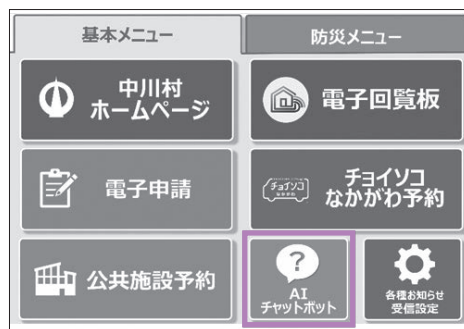 基本メニュー
防災メニュー
中川村
ホームページ
電子回覧板
電子申請
チョイソコ
チョイソコ
なかがわ予約
公共施設予約
?
AI
チャットボット
各種お知らせ
受信設定